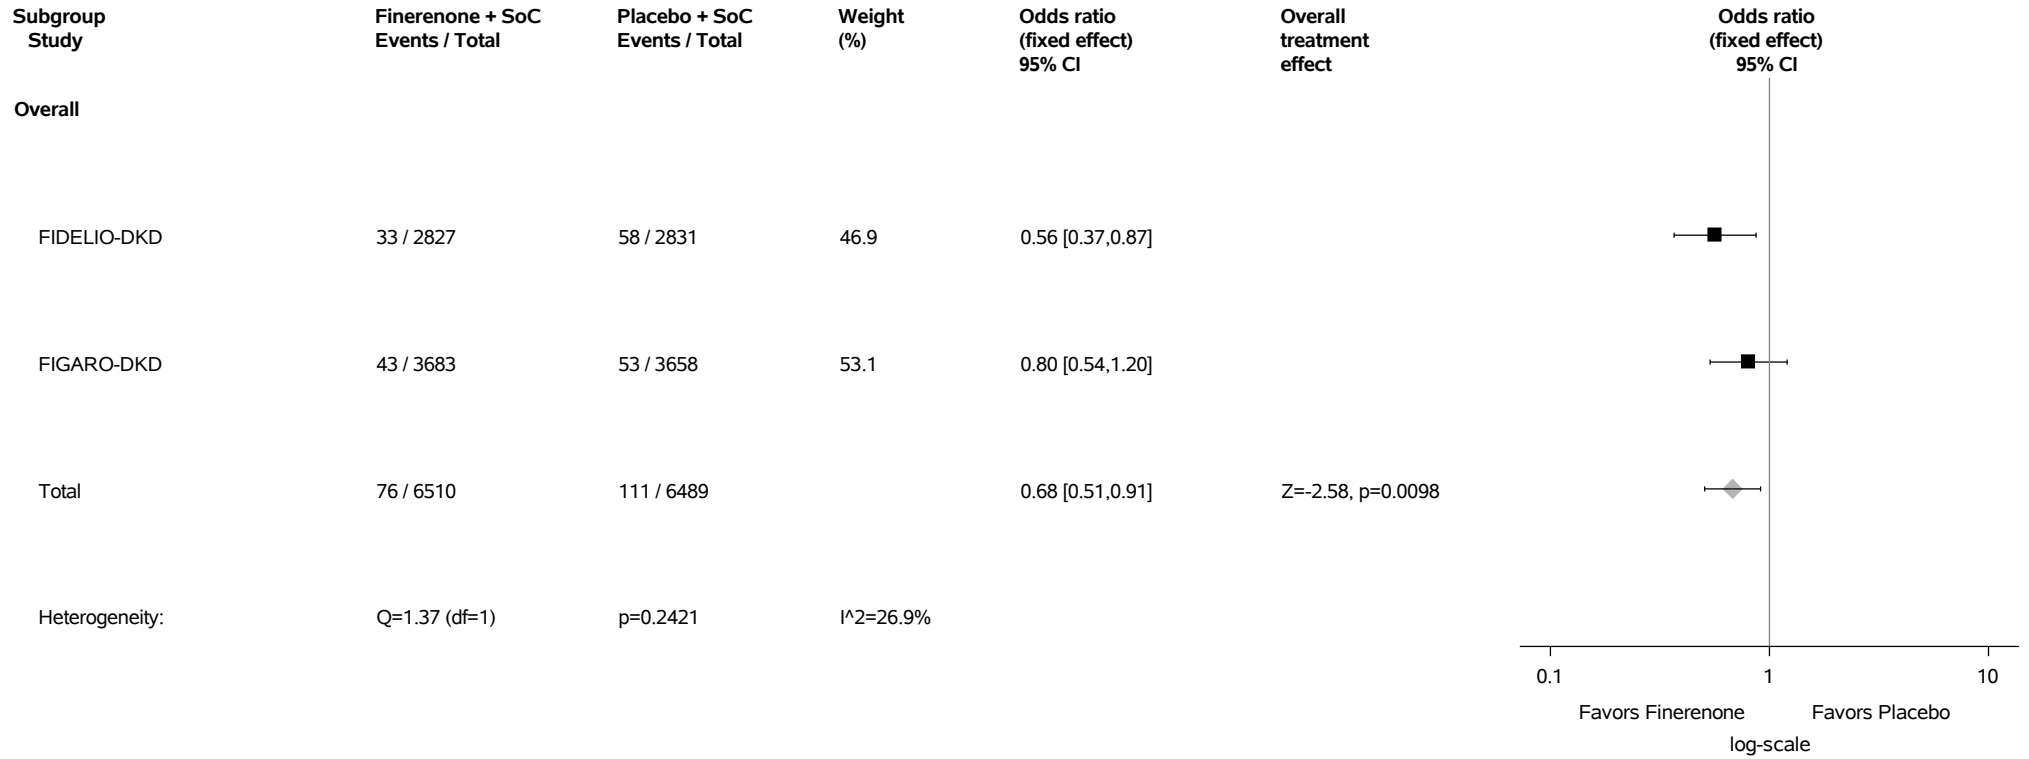 Subgroup Finerenone + SoC Placebo + SoC Weight Odds ratio Overall Odds ratio
Study Events / Total Events / Total (%) (fixed effect) treatment (fixed effect)
95% CI effect 95% CI
Overall
FIDELIO-DKD 33 / 2827 58 / 2831 46.9 0.56 [0.37,0.87]
FIGARO-DKD 43 / 3683 53 / 3658 53.1 0.80 [0.54,1.20]
Total 76 / 6510 111 / 6489 0.68 [0.51,0.91] Z=-2.58, p=0.0098
Heterogeneity: Q=1.37 (df=1) p=0.2421 I^2=26.9%
0.1 1 10
Favors Finerenone Favors Placebo
log-scale